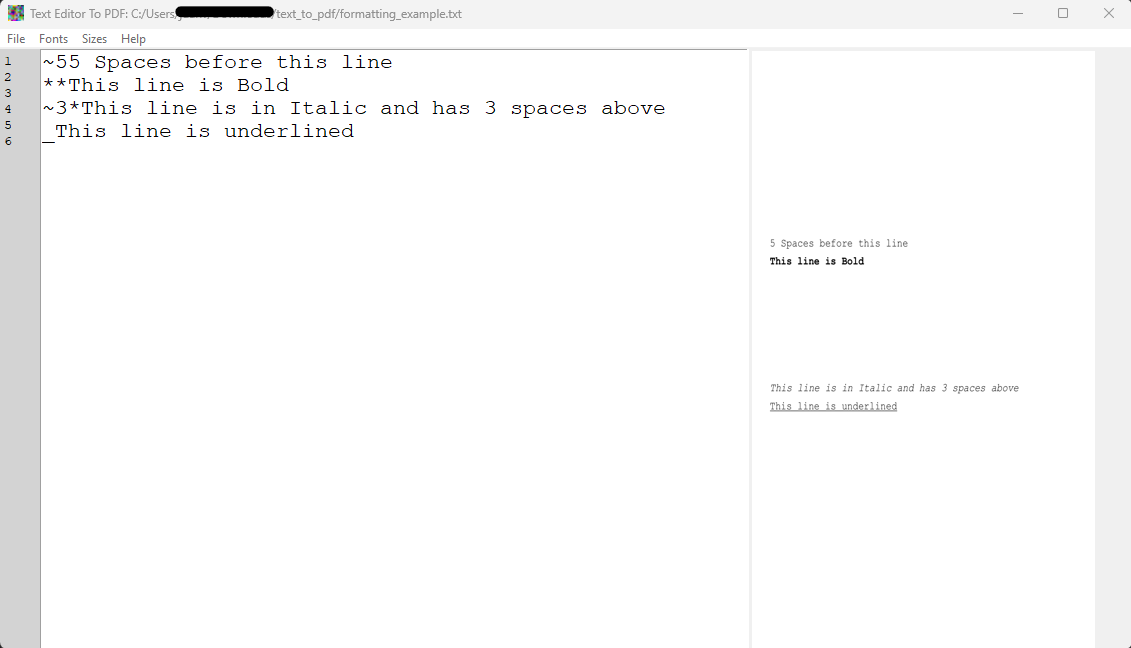 Text Editor To PDF: C:/Users/ /text_to_pdf/formatting_example.txt
File Fonts Sizes Help
1
2
3
4
5
6
~55 Spaces before this line
**This line is Bold
~3*This line is in Italic and has 3 spaces above
_This line is underlined
5 Spaces before this line
This line is Bold
This line is in Italic and has 3 spaces above
This line is underlined